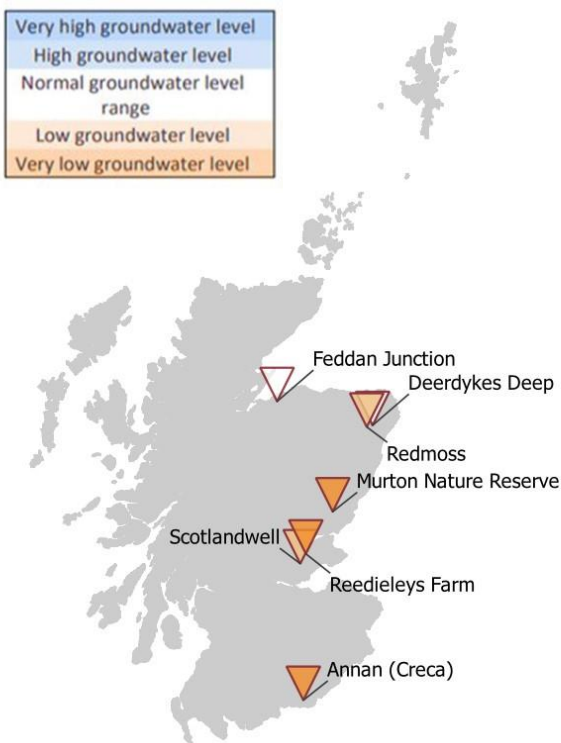 Very high groundwater level
High groundwater level
Normal groundwater level
range
Low groundwater level
Very low groundwater level
Feddan Junction
Deerdykes Deep
Redmoss
Murton Nature Reserve
Scotlandwell
Reedieleys Farm
Annan (Creca)